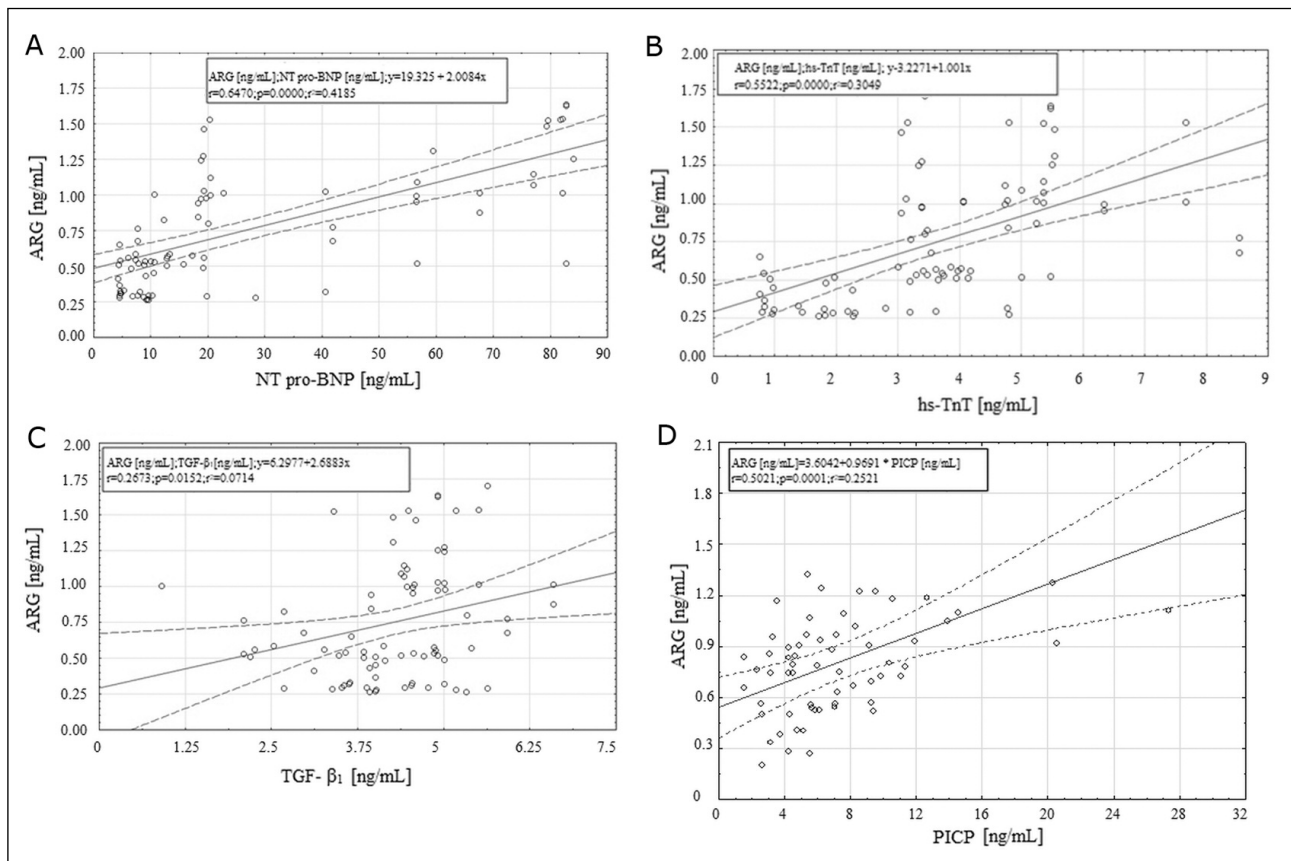 A
ARG [ng/mL];NT pro-BNP [ng/mL];y=19.325 + 2.0084x
r=0.6470;p=0.0000;r²=0.4185
2.00
1.75
1.50
1.25
1.00
0.75
0.50
0.25
0.00
ARG [ng/mL]
0 10 20 30 40 50 60 70 80 90
NT pro-BNP [ng/mL]
B
ARG [ng/mL];hs-TnT [ng/mL]; y-3.2271+1.001x
r=0.5522;p=0.0000;r²=0.3049
2.00
1.75
1.50
1.25
1.00
0.75
0.50
0.25
0.00
ARG [ng/mL]
0 1 2 3 4 5 6 7 8 9
hs-TnT [ng/mL]
C
ARG [ng/mL];TGF-β₁[ng/mL];y=6.2977+2.6883x
r=0.2673;p=0.0152;r²=0.0714
2.00
1.75
1.50
1.25
1.00
0.75
0.50
0.25
0.00
ARG [ng/mL]
0 1.25 2.5 3.75 5 6.25 7.5
TGF- β₁ [ng/mL]
D
ARG [ng/mL]=3.6042+0.9691 * PICP [ng/mL]
r=0.5021;p=0.0001;r²=0.2521
2.1
1.8
1.5
1.2
0.9
0.6
0.3
0
ARG [ng/mL]
0 4 8 12 16 20 24 28 32
PICP [ng/mL]